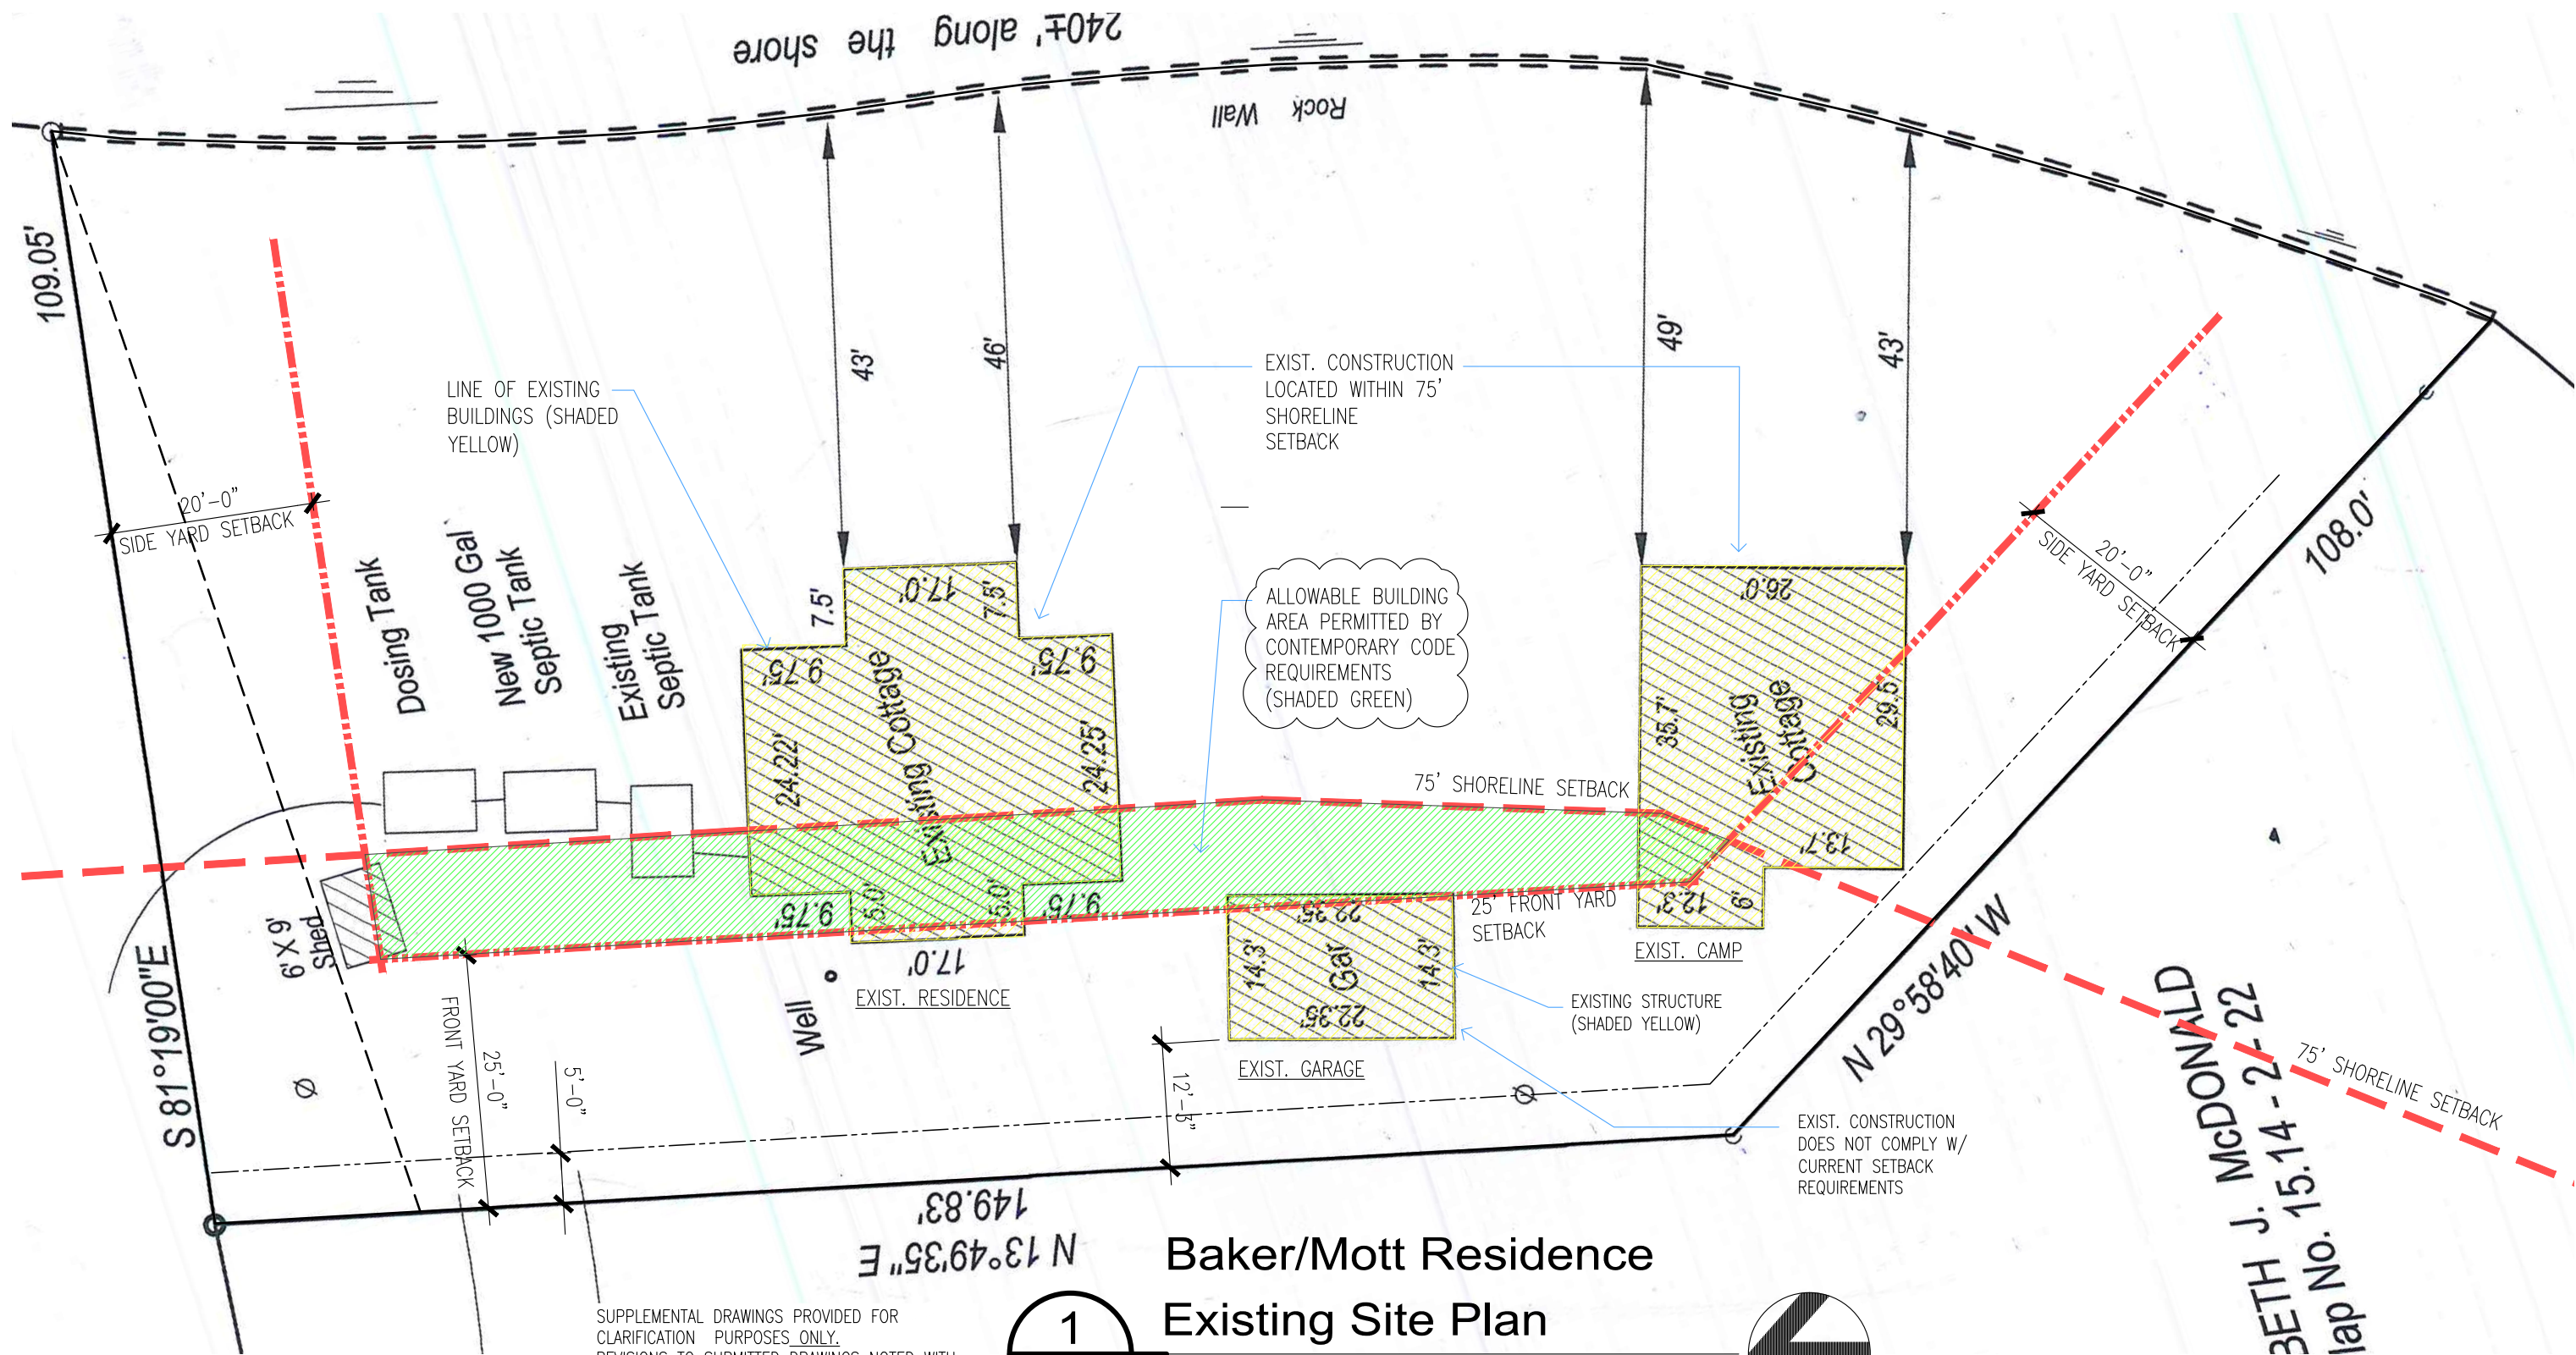 240±' along the shore
Rock Wall
109.05'
43'
46'
49'
43'
LINE OF EXISTING
BUILDINGS (SHADED
YELLOW)
EXIST. CONSTRUCTION
LOCATED WITHIN 75'
SHORELINE
SETBACK
20'-0"
SIDE YARD SETBACK
20'-0"
SIDE YARD SETBACK
108.0'
Dosing Tank
New 1000 Gal
Septic Tank
Existing
Septic Tank
7.5'
17.0'
7.5'
9.75'
9.75'
Existing Cottage
24.22'
24.25'
9.75'
5.0'
5.0'
9.75'
17.0'
EXIST. RESIDENCE
ALLOWABLE BUILDING
AREA PERMITTED BY
CONTEMPORARY CODE
REQUIREMENTS
(SHADED GREEN)
26.0'
35.7'
Existing
Cottage
29.5'
13.7'
12.3'
6'
EXIST. CAMP
75' SHORELINE SETBACK
25' FRONT YARD
SETBACK
6' X 9'
Shed
S 81°19'00"E
FRONT YARD SETBACK
25'-0"
5'-0"
Well
22.35'
14.3'
Gar
14.3'
22.35'
EXIST. GARAGE
12'-3"
EXISTING STRUCTURE
(SHADED YELLOW)
EXIST. CONSTRUCTION
DOES NOT COMPLY W/
CURRENT SETBACK
REQUIREMENTS
N 29°58'40" W
75' SHORELINE SETBACK
BETH J. McDONALD
Map No. 15.14 - 2 - 22
149.83'
N 13°49'35" E
Baker/Mott Residence
1
Existing Site Plan
SUPPLEMENTAL DRAWINGS PROVIDED FOR
CLARIFICATION PURPOSES ONLY.
REVISIONS TO SUBMITTED DRAWINGS NOTED WITH